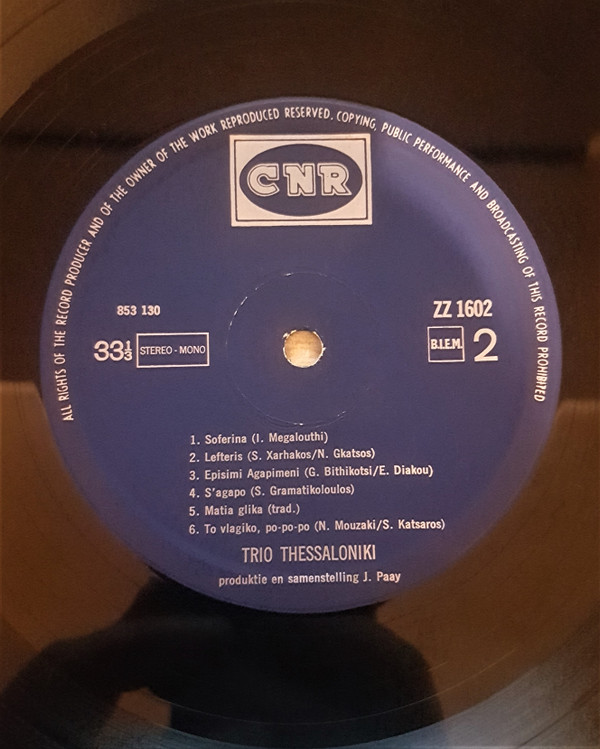 ALL RIGHTS OF THE RECORD PRODUCER AND OF THE OWNER OF THE WORK REPRODUCED RESERVED. COPYING, PUBLIC PERFORMANCE AND BROADCASTING OF THIS RECORD PROHIBITED
CNR
853 130
ZZ 1602
33⅓ STEREO - MONO
B.I.E.M. 2
1. Soferina (I. Megalouthi)
2. Lefteris (S. Xarhakos/N. Gkatsos)
3. Episimi Agapimeni (G. Bithikotsi/E. Diakou)
4. S'agapo (S. Gramatikoloulos)
5. Matia glika (trad.)
6. To vlagiko, po-po-po (N. Mouzaki/S. Katsaros)
TRIO THESSALONIKI
produktie en samenstelling J. Paay